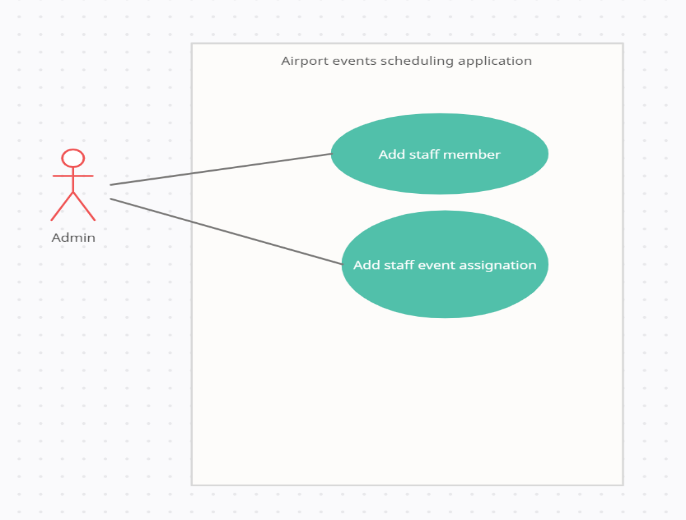 Airport events scheduling application
Add staff member
Admin
Add staff event assignation